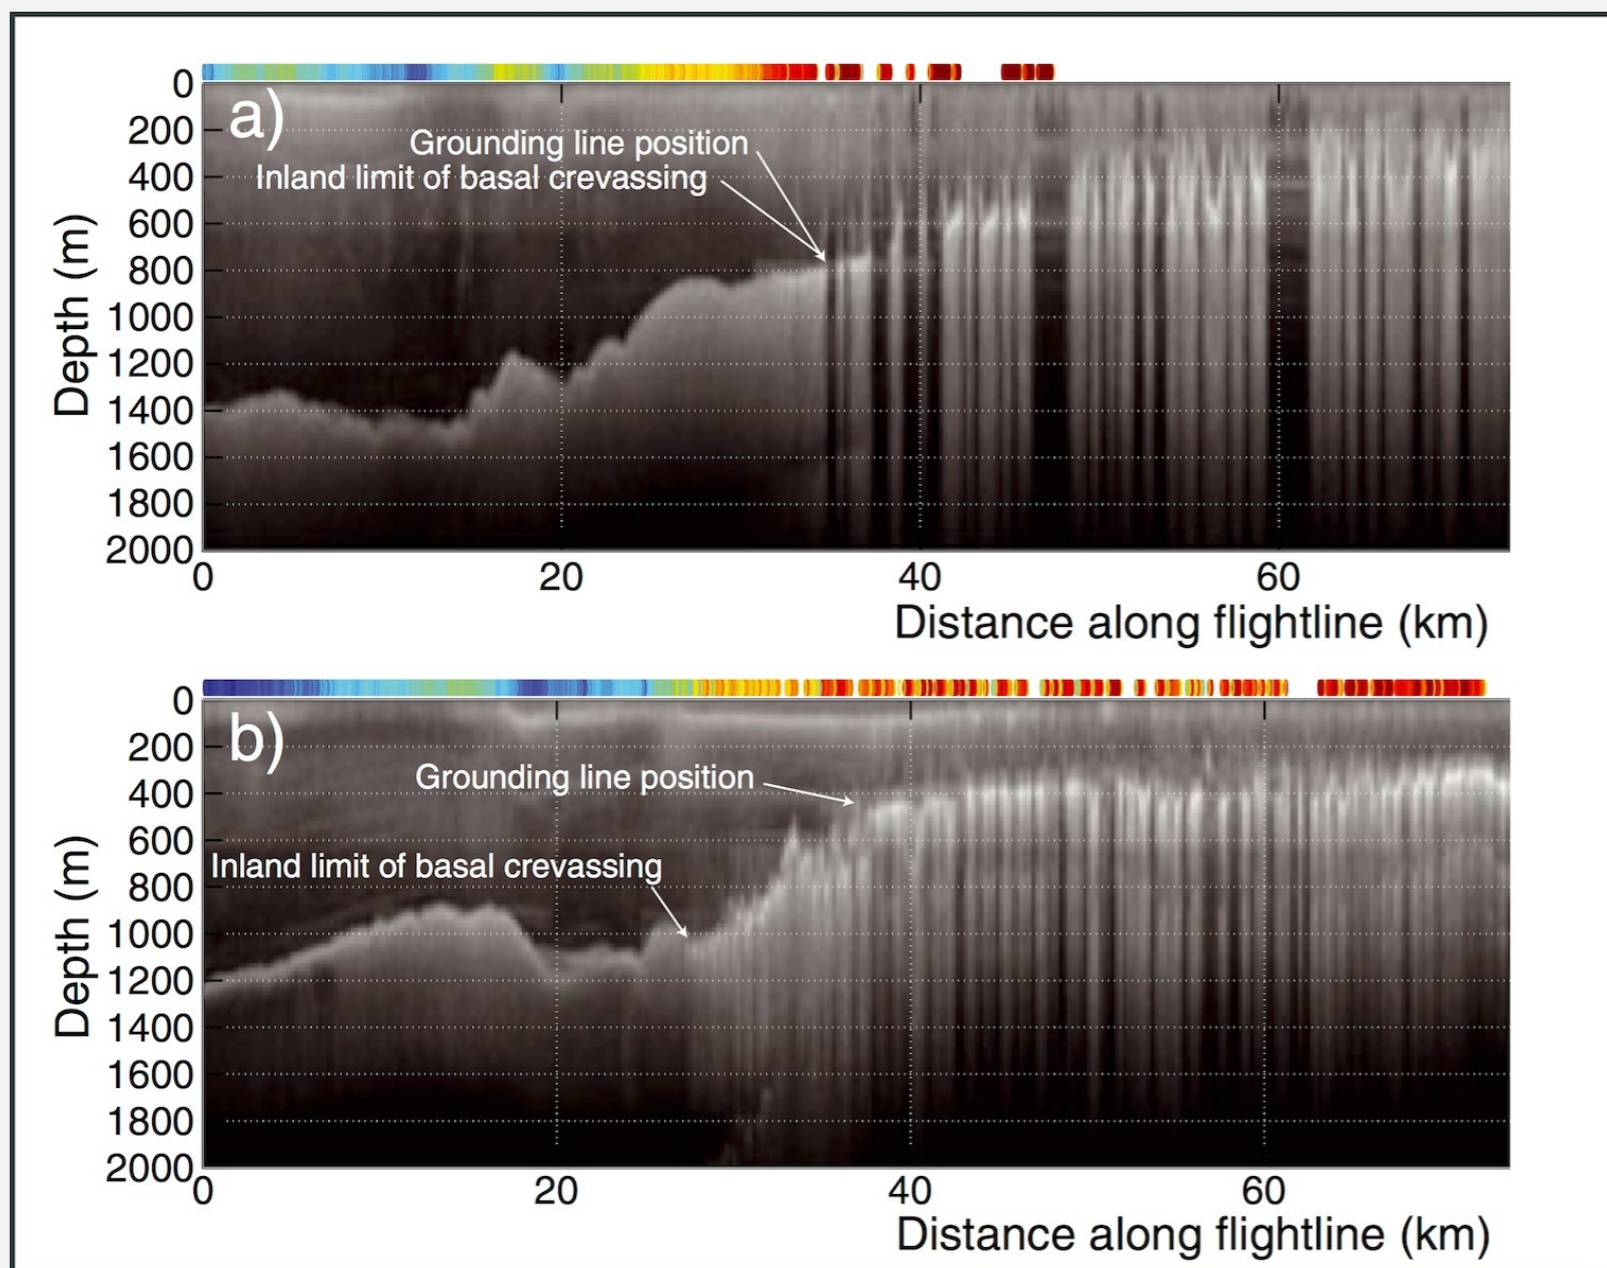 a)
Grounding line position
Inland limit of basal crevassing
Depth (m)
0
200
400
600
800
1000
1200
1400
1600
1800
2000
0 20 40 60
Distance along flightline (km)
b)
Grounding line position
Inland limit of basal crevassing
Depth (m)
0
200
400
600
800
1000
1200
1400
1600
1800
2000
0 20 40 60
Distance along flightline (km)